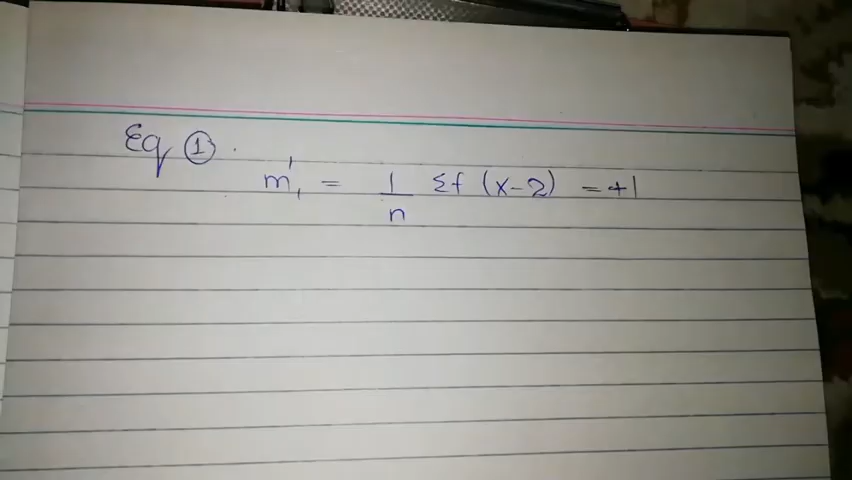 Eq ①.
m'₁ = 1/n Σf (x-2) = +1